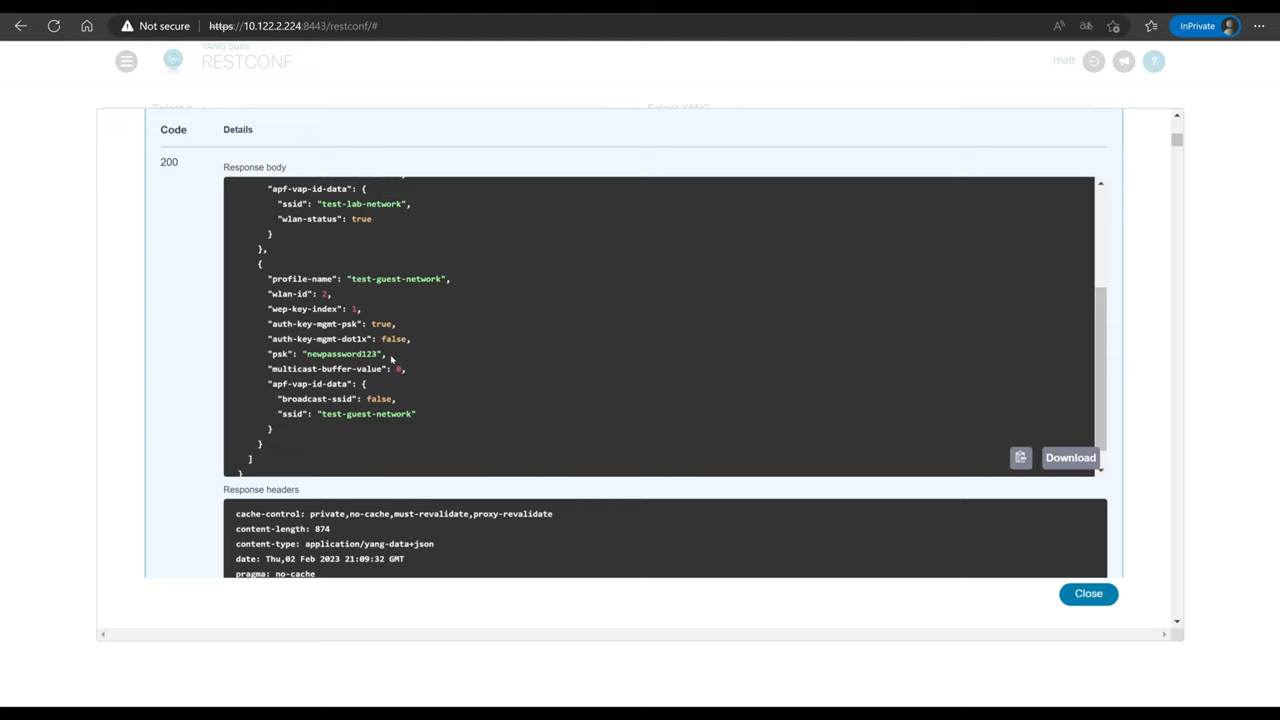 Not secure
https://10.122.2.224:8443/restconf/#
InPrivate
YANG Suite
RESTCONF
matt
Select YANG
Code
Details
200
Response body
"apf-vap-id-data": {
"ssid": "test-lab-network",
"wlan-status": true
}
},
{
"profile-name": "test-guest-network",
"wlan-id": 2,
"wep-key-index": 1,
"auth-key-mgmt-psk": true,
"auth-key-mgmt-dot1x": false,
"psk": "newpassword123",
"multicast-buffer-value": 0,
"apf-vap-id-data": {
"broadcast-ssid": false,
"ssid": "test-guest-network"
}
}
]
}
Download
Response headers
cache-control: private,no-cache,must-revalidate,proxy-revalidate
content-length: 874
content-type: application/yang-data+json
date: Thu,02 Feb 2023 21:09:32 GMT
pragma: no-cache
Close